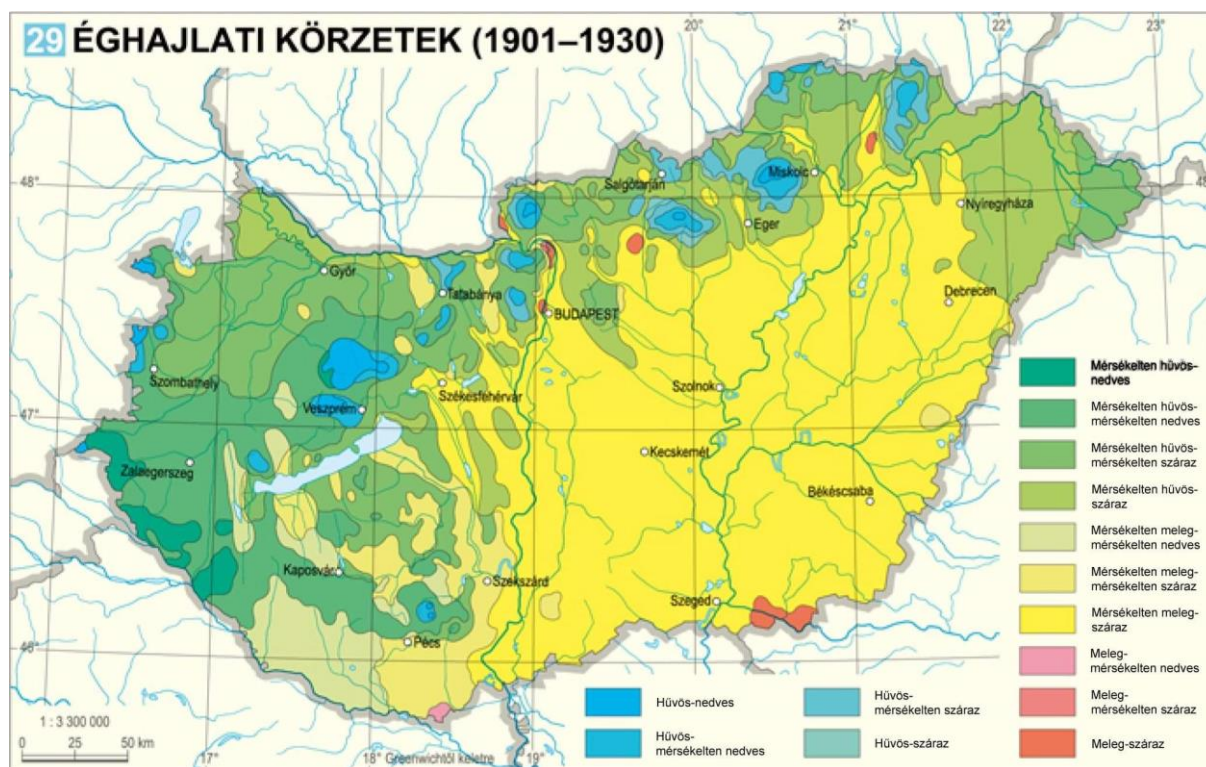 29 ÉGHAJLATI KÖRZETEK (1901–1930)
20°
21°
22°
23°
48°
Salgótarján
Miskolc
Eger
Nyíregyháza
48
Győr
Tatabánya
BUDAPEST
Debrecen
Szombathely
Székesfehérvár
Szolnok
Veszprém
47°
Kecskemét
Zalaegerszeg
Békéscsaba
Kaposvár
Szekszárd
Szeged
Pécs
46°
Mérsékelten hűvös-
nedves
Mérsékelten hűvös-
mérsékelten nedves
Mérsékelten hűvös-
mérsékelten száraz
Mérsékelten hűvös-
száraz
Mérsékelten meleg-
mérsékelten nedves
Mérsékelten meleg-
mérsékelten száraz
Mérsékelten meleg-
száraz
Meleg-
mérsékelten nedves
Meleg-
mérsékelten száraz
Meleg-száraz
Hűvös-nedves
Hűvös-
mérsékelten nedves
Hűvös-
mérsékelten száraz
Hűvös-száraz
1 : 3 300 000
0 25 50 km
17°
18° Greenwichtől keletre
19°